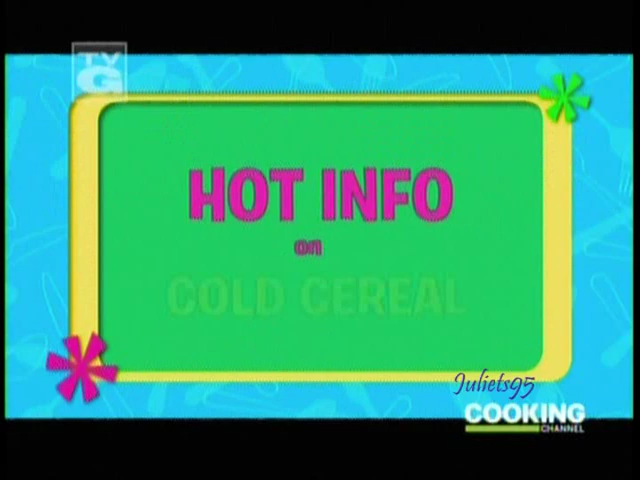 TV
G
HOT INFO
on
COLD CEREAL
Juliets95
COOKING
CHANNEL